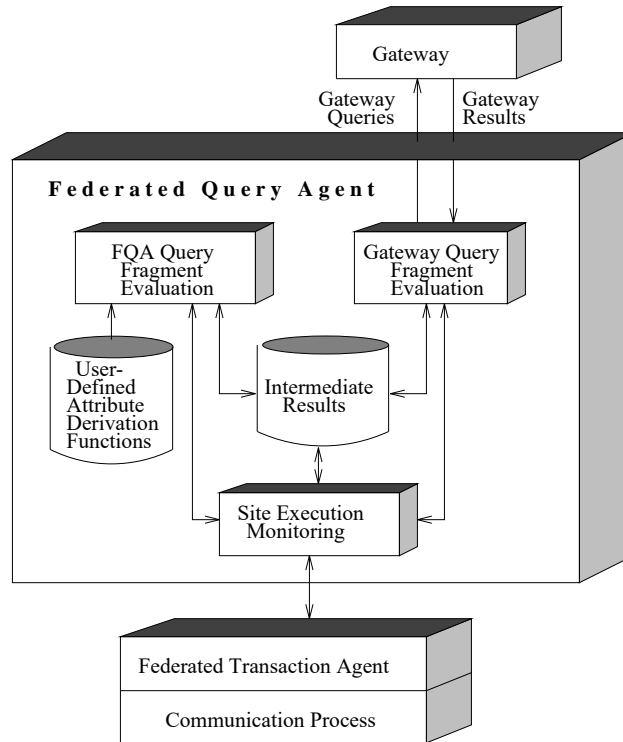 Gateway
Gateway
Queries
Gateway
Results
Federated Query Agent
FQA Query
Fragment
Evaluation
Gateway Query
Fragment
Evaluation
User-
Defined
Attribute
Derivation
Functions
Intermediate
Results
Site Execution
Monitoring
Federated Transaction Agent
Communication Process